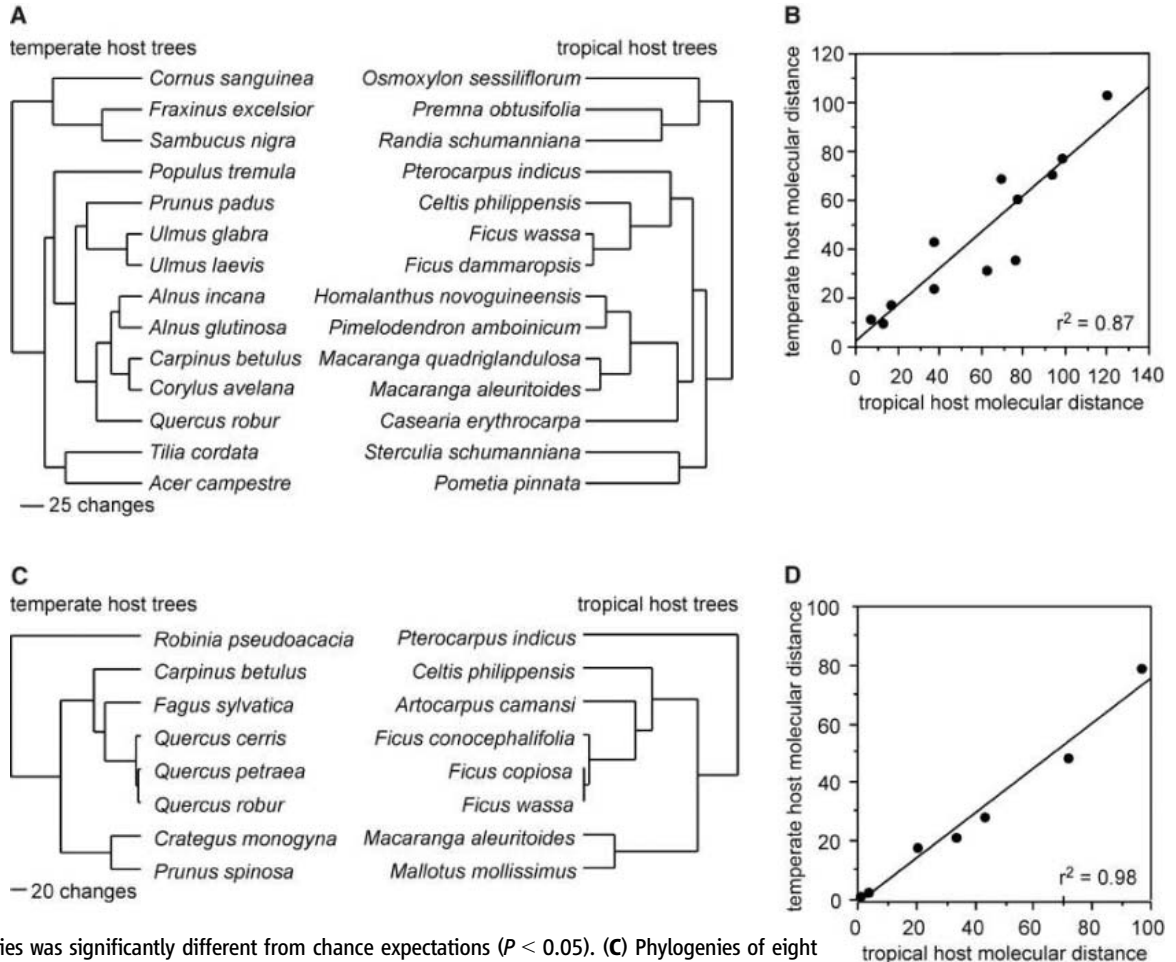 A
temperate host trees
tropical host trees
Cornus sanguinea
Fraxinus excelsior
Sambucus nigra
Populus tremula
Prunus padus
Ulmus glabra
Ulmus laevis
Alnus incana
Alnus glutinosa
Carpinus betulus
Corylus avelana
Quercus robur
Tilia cordata
Acer campestre
Osmoxylon sessiliflorum
Premna obtusifolia
Randia schumanniana
Pterocarpus indicus
Celtis philippensis
Ficus wassa
Ficus dammaropsis
Homalanthus novoguineensis
Pimelodendron amboinicum
Macaranga quadriglandulosa
Macaranga aleuritoides
Casearia erythrocarpa
Sterculia schumanniana
Pometia pinnata
25 changes
B
temperate host molecular distance
120
100
80
60
40
20
0
r² = 0.87
0 20 40 60 80 100 120 140
tropical host molecular distance
C
temperate host trees
tropical host trees
Robinia pseudoacacia
Carpinus betulus
Fagus sylvatica
Quercus cerris
Quercus petraea
Quercus robur
Crategus monogyna
Prunus spinosa
Pterocarpus indicus
Celtis philippensis
Artocarpus camansi
Ficus conocephalifolia
Ficus copiosa
Ficus wassa
Macaranga aleuritoides
Mallotus mollissimus
20 changes
D
temperate host molecular distance
100
80
60
40
20
0
r² = 0.98
0 20 40 60 80 100
tropical host molecular distance
ies was significantly different from chance expectations (P < 0.05). (C) Phylogenies of eight